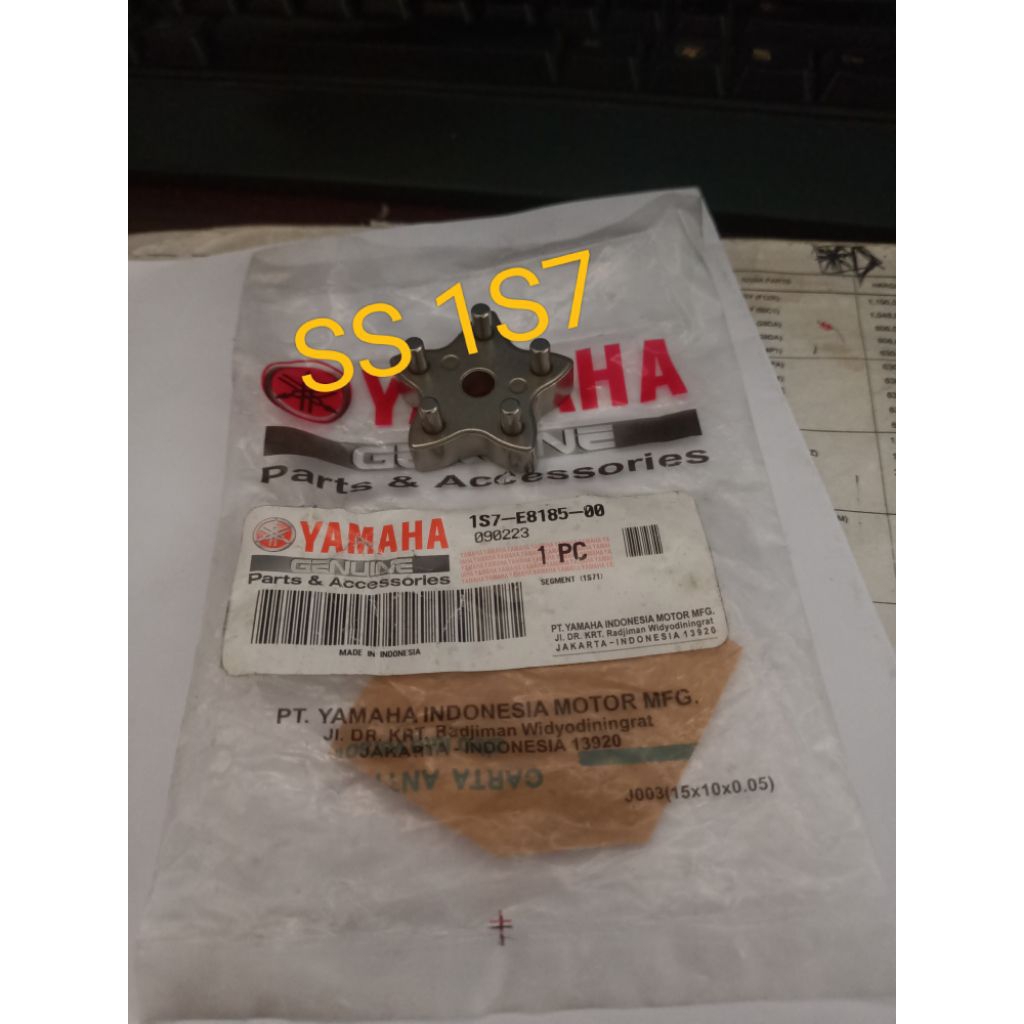 SS 1S7
YAMAHA
GENUINE
Parts & Accessories
YAMAHA
GENUINE
Parts & Accessories
MADE IN INDONESIA
1S7-E8185-00
090223
1 PC
SEGMENT (1S71)
PT. YAMAHA INDONESIA MOTOR MFG.
Jl. DR. KRT. Radjiman Widyodiningrat
JAKARTA-INDONESIA 13920
PT. YAMAHA INDONESIA MOTOR MFG.
Jl. DR. KRT. Radjiman Widyodiningrat
JAKARTA - INDONESIA 13920
CARTA ANT
J003(15x10x0.05)